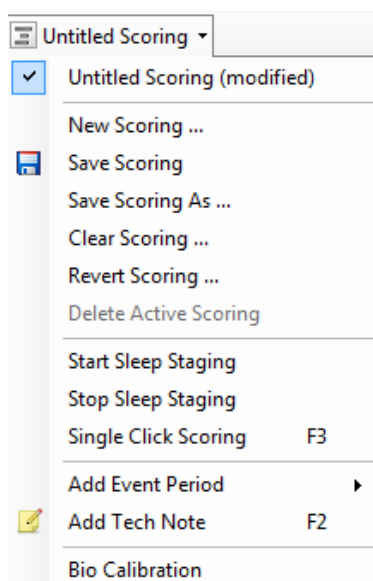 Untitled Scoring
Untitled Scoring (modified)
New Scoring ...
Save Scoring
Save Scoring As ...
Clear Scoring ...
Revert Scoring ...
Delete Active Scoring
Start Sleep Staging
Stop Sleep Staging
Single Click Scoring F3
Add Event Period
Add Tech Note F2
Bio Calibration